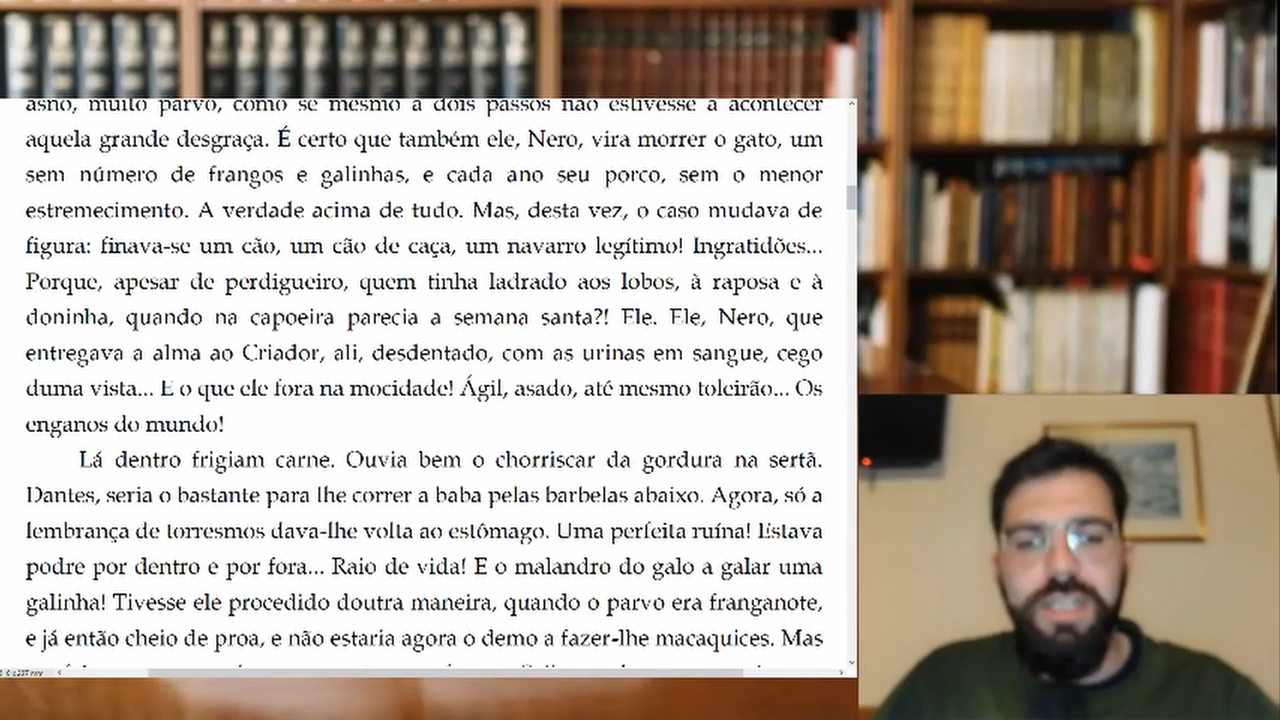 asno, muito parvo, como se mesmo a dois passos não estivesse a acontecer
aquela grande desgraça. É certo que também ele, Nero, vira morrer o gato, um
sem número de frangos e galinhas, e cada ano seu porco, sem o menor
estremecimento. A verdade acima de tudo. Mas, desta vez, o caso mudava de
figura: finava-se um cão, um cão de caça, um navarro legítimo! Ingratidões...
Porque, apesar de perdigueiro, quem tinha ladrado aos lobos, à raposa e à
doninha, quando na capoeira parecia a semana santa?! Ele. Ele, Nero, que
entregava a alma ao Criador, ali, desdentado, com as urinas em sangue, cego
duma vista... E o que ele fora na mocidade! Ágil, asado, até mesmo toleirão... Os
enganos do mundo!
Lá dentro frigiam carne. Ouvia bem o chorriscar da gordura na sertã.
Dantes, seria o bastante para lhe correr a baba pelas barbelas abaixo. Agora, só a
lembrança de torresmos dava-lhe volta ao estômago. Uma perfeita ruína! Estava
podre por dentro e por fora... Raio de vida! E o malandro do galo a galar uma
galinha! Tivesse ele procedido doutra maneira, quando o parvo era franganote,
e já então cheio de proa, e não estaria agora o demo a fazer-lhe macaquices. Mas